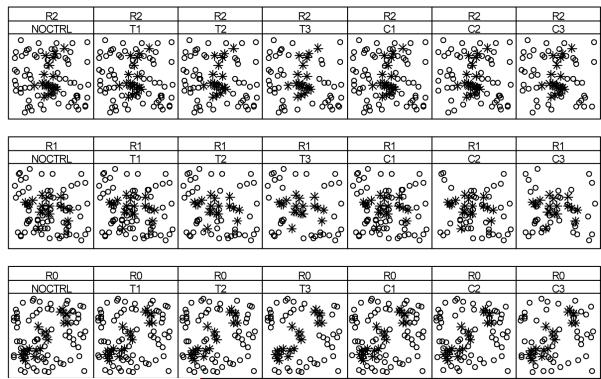 R2 R2 R2 R2 R2 R2 R2
NOCTRL T1 T2 T3 C1 C2 C3
R1 R1 R1 R1 R1 R1 R1
NOCTRL T1 T2 T3 C1 C2 C3
R0 R0 R0 R0 R0 R0 R0
NOCTRL T1 T2 T3 C1 C2 C3